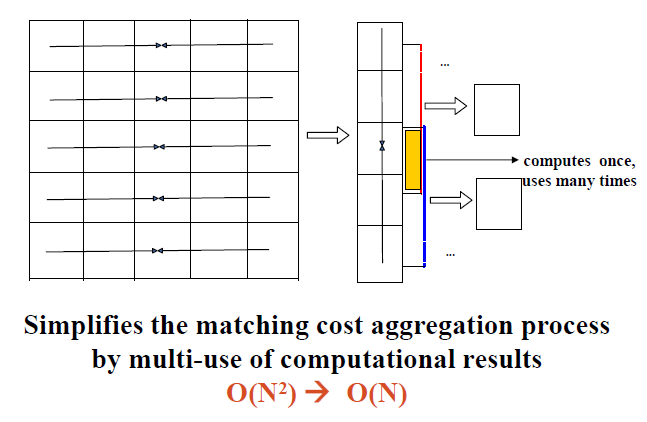 ...
computes once,
uses many times
...
Simplifies the matching cost aggregation process
by multi-use of computational results
O(N²) → O(N)